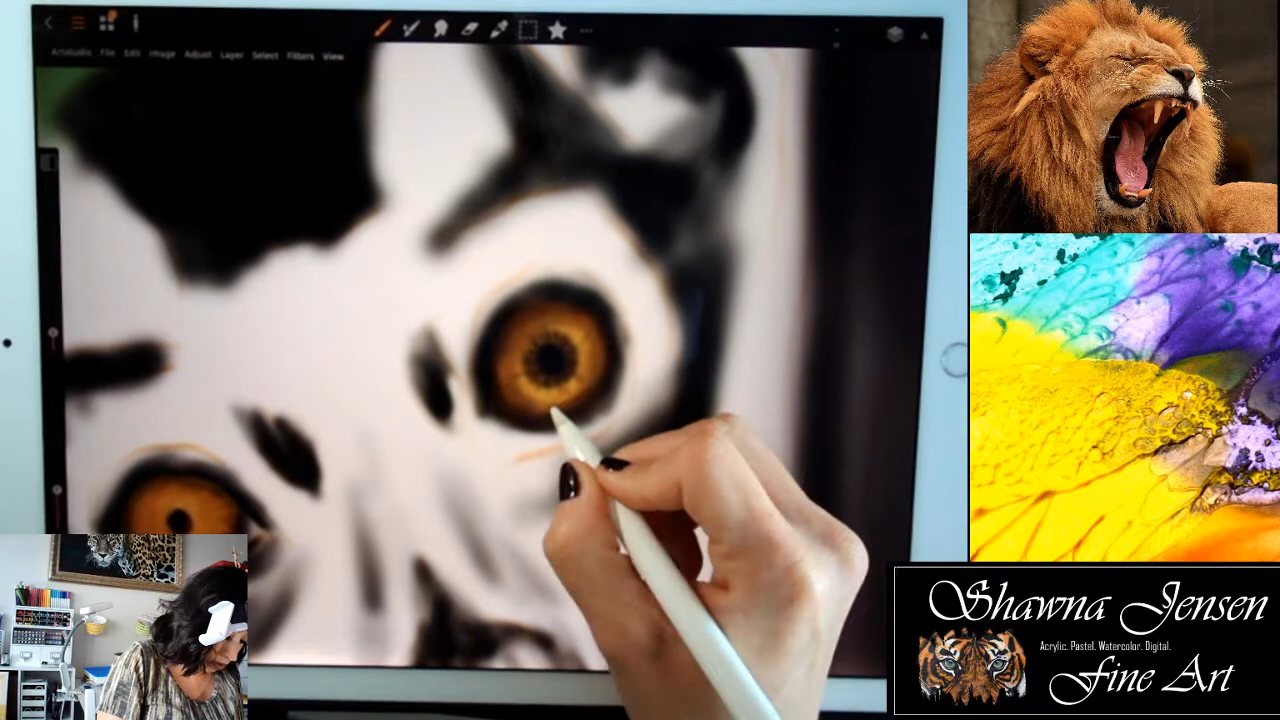 Artstudio File Edit Image Adjust Layer Select Filters View
Shawna Jensen
Acrylic. Pastel. Watercolor. Digital.
Fine Art